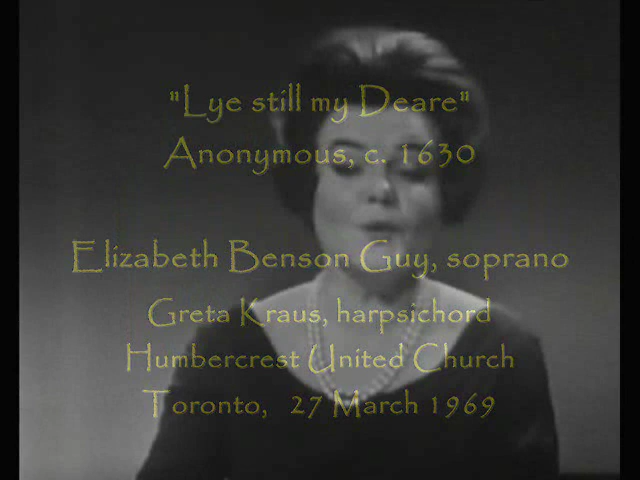 "Lye still my Deare"
Anonymous, c. 1630
Elizabeth Benson Guy, soprano
Greta Kraus, harpsichord
Humbercrest United Church
Toronto, 27 March 1969